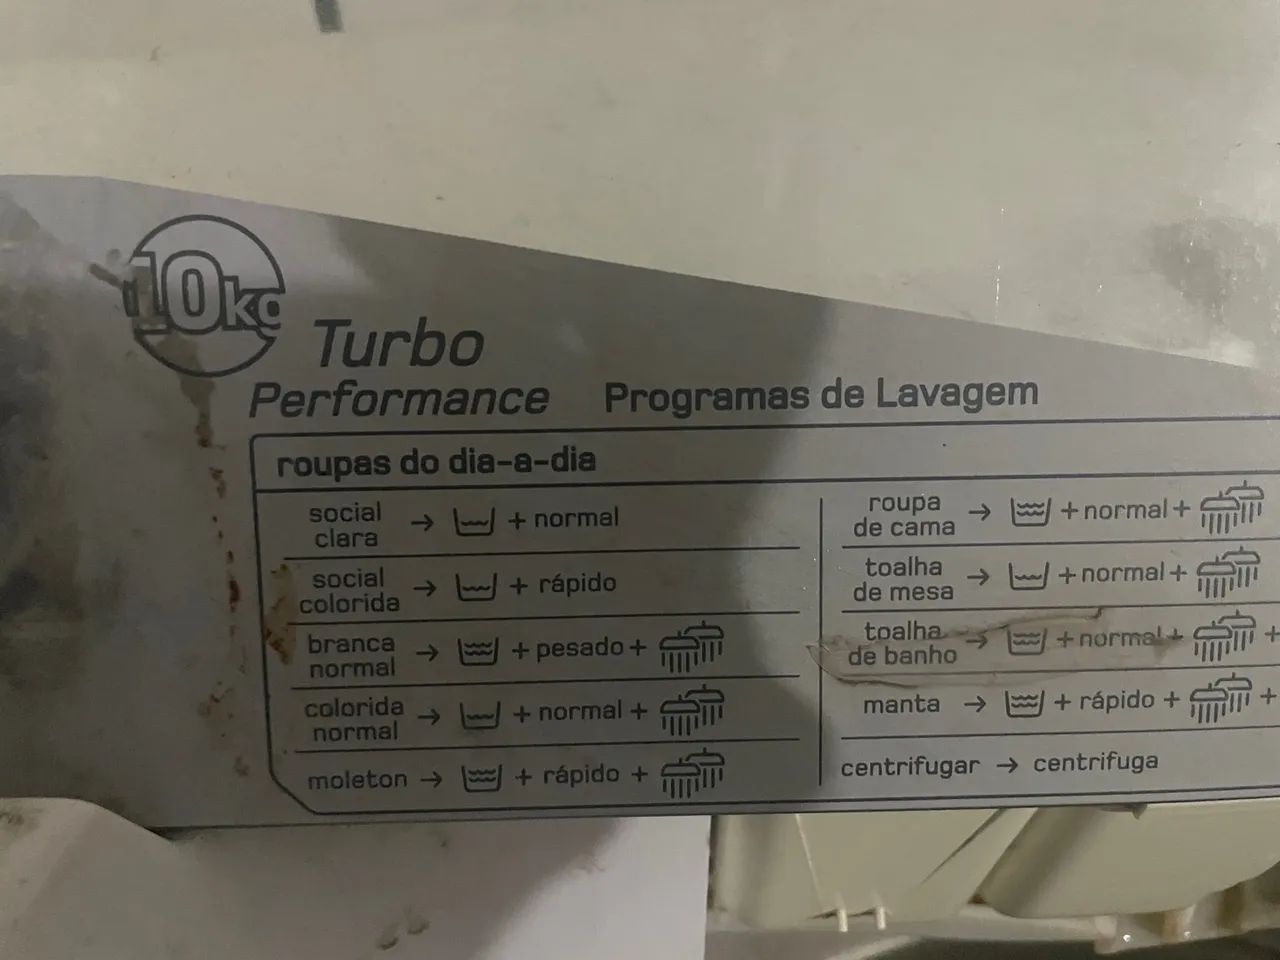 10kg
Turbo
Performance Programas de Lavagem
roupas do dia-a-dia
social
clara → + normal
social
colorida → + rápido
branca
normal → + pesado +
colorida
normal → + normal +
moleton → + rápido +
roupa
de cama → + normal +
toalha
de mesa → + normal +
toalha
de banho → + normal + +
manta → + rápido + +
centrifugar → centrifuga